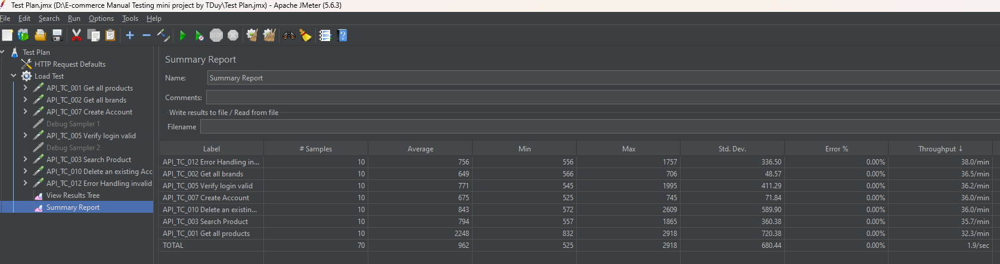 Test Plan.jmx (D:\E-commerce Manual Testing mini project by TDuy\Test Plan.jmx) - Apache JMeter (5.6.3)
File Edit Search Run Options Tools Help
STOP
Test Plan
HTTP Request Defaults
Load Test
API_TC_001 Get all products
API_TC_002 Get all brands
API_TC_007 Create Account
Debug Sampler 1
API_TC_005 Verify login valid
Debug Sampler 2
API_TC_003 Search Product
API_TC_010 Delete an existing Acc
API_TC_012 Error Handling invalid
View Results Tree
Summary Report
Summary Report
Name: Summary Report
Comments:
Write results to file / Read from file
Filename
Label # Samples Average Min Max Std. Dev. Error % Throughput ↓
API_TC_012 Error Handling in... 10 756 556 1757 336.50 0.00% 38.0/min
API_TC_002 Get all brands 10 649 566 706 48.57 0.00% 36.5/min
API_TC_005 Verify login valid 10 771 545 1995 411.29 0.00% 36.2/min
API_TC_007 Create Account 10 675 525 745 71.84 0.00% 36.0/min
API_TC_010 Delete an existin... 10 843 572 2609 589.90 0.00% 36.0/min
API_TC_003 Search Product 10 794 557 1865 360.38 0.00% 35.7/min
API_TC_001 Get all products 10 2248 832 2918 720.38 0.00% 32.3/min
TOTAL 70 962 525 2918 680.44 0.00% 1.9/sec